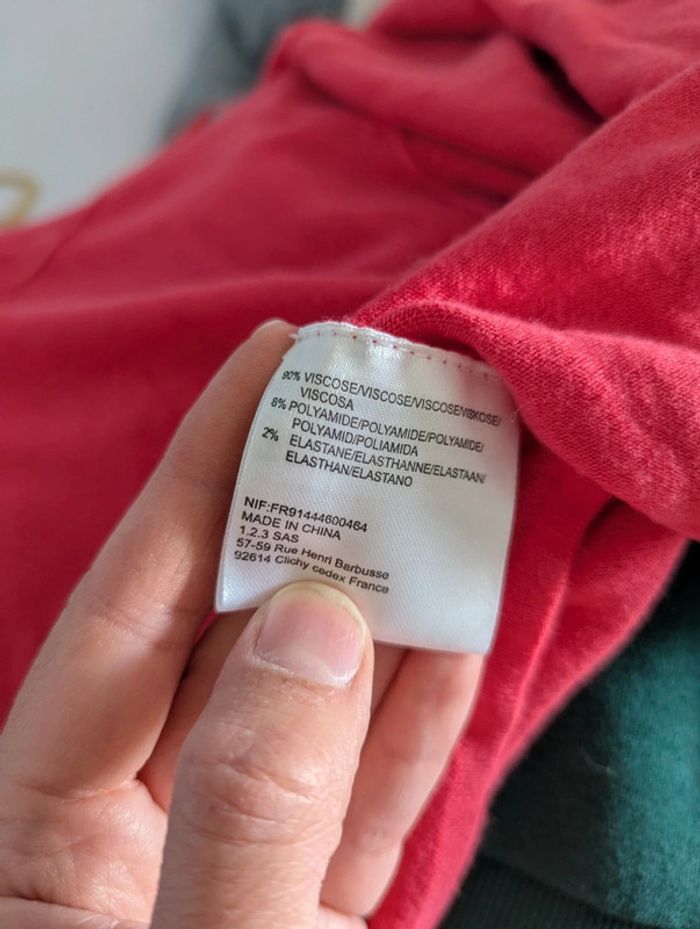 90% VISCOSE/VISCOSE/VISCOSE/VISKOSE/
VISCOSA
8% POLYAMIDE/POLYAMIDE/POLYAMIDE/
POLYAMID/POLIAMIDA
2% ELASTANE/ELASTHANNE/ELASTAAN/
ELASTHAN/ELASTANO
NIF:FR91444600464
MADE IN CHINA
1.2.3 SAS
57-59 Rue Henri Barbusse
92614 Clichy cedex France